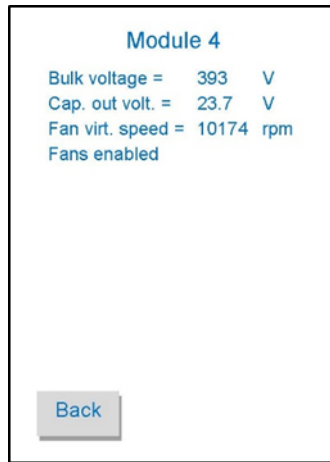 Module 4
Bulk voltage = 393 V
Cap. out volt. = 23.7 V
Fan virt. speed = 10174 rpm
Fans enabled
Back